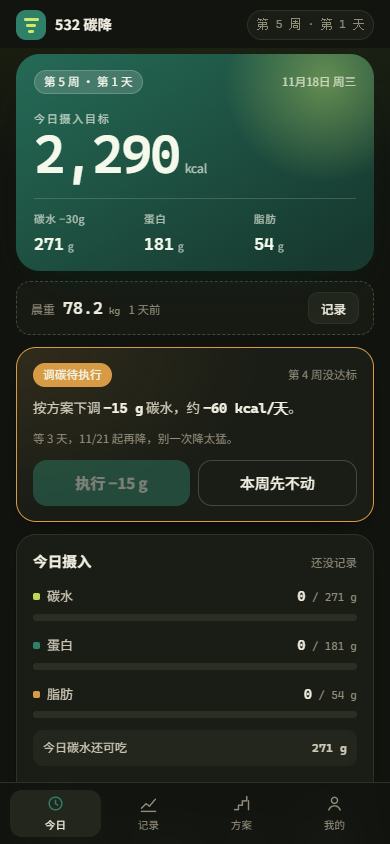 532 碳降
第 5 周 · 第 1 天
第 5 周 · 第 1 天
11月18日 周三
今日摄入目标
2,290 kcal
碳水 −30g
蛋白
脂肪
271 g
181 g
54 g
晨重 78.2 kg 1 天前
记录
调碳待执行
第 4 周没达标
按方案下调 −15 g 碳水，约 −60 kcal/天。
等 3 天，11/21 起再降，别一次降太猛。
执行 −15 g
本周先不动
今日摄入
还没记录
碳水
0 / 271 g
蛋白
0 / 181 g
脂肪
0 / 54 g
今日碳水还可吃
271 g
今日
记录
方案
我的